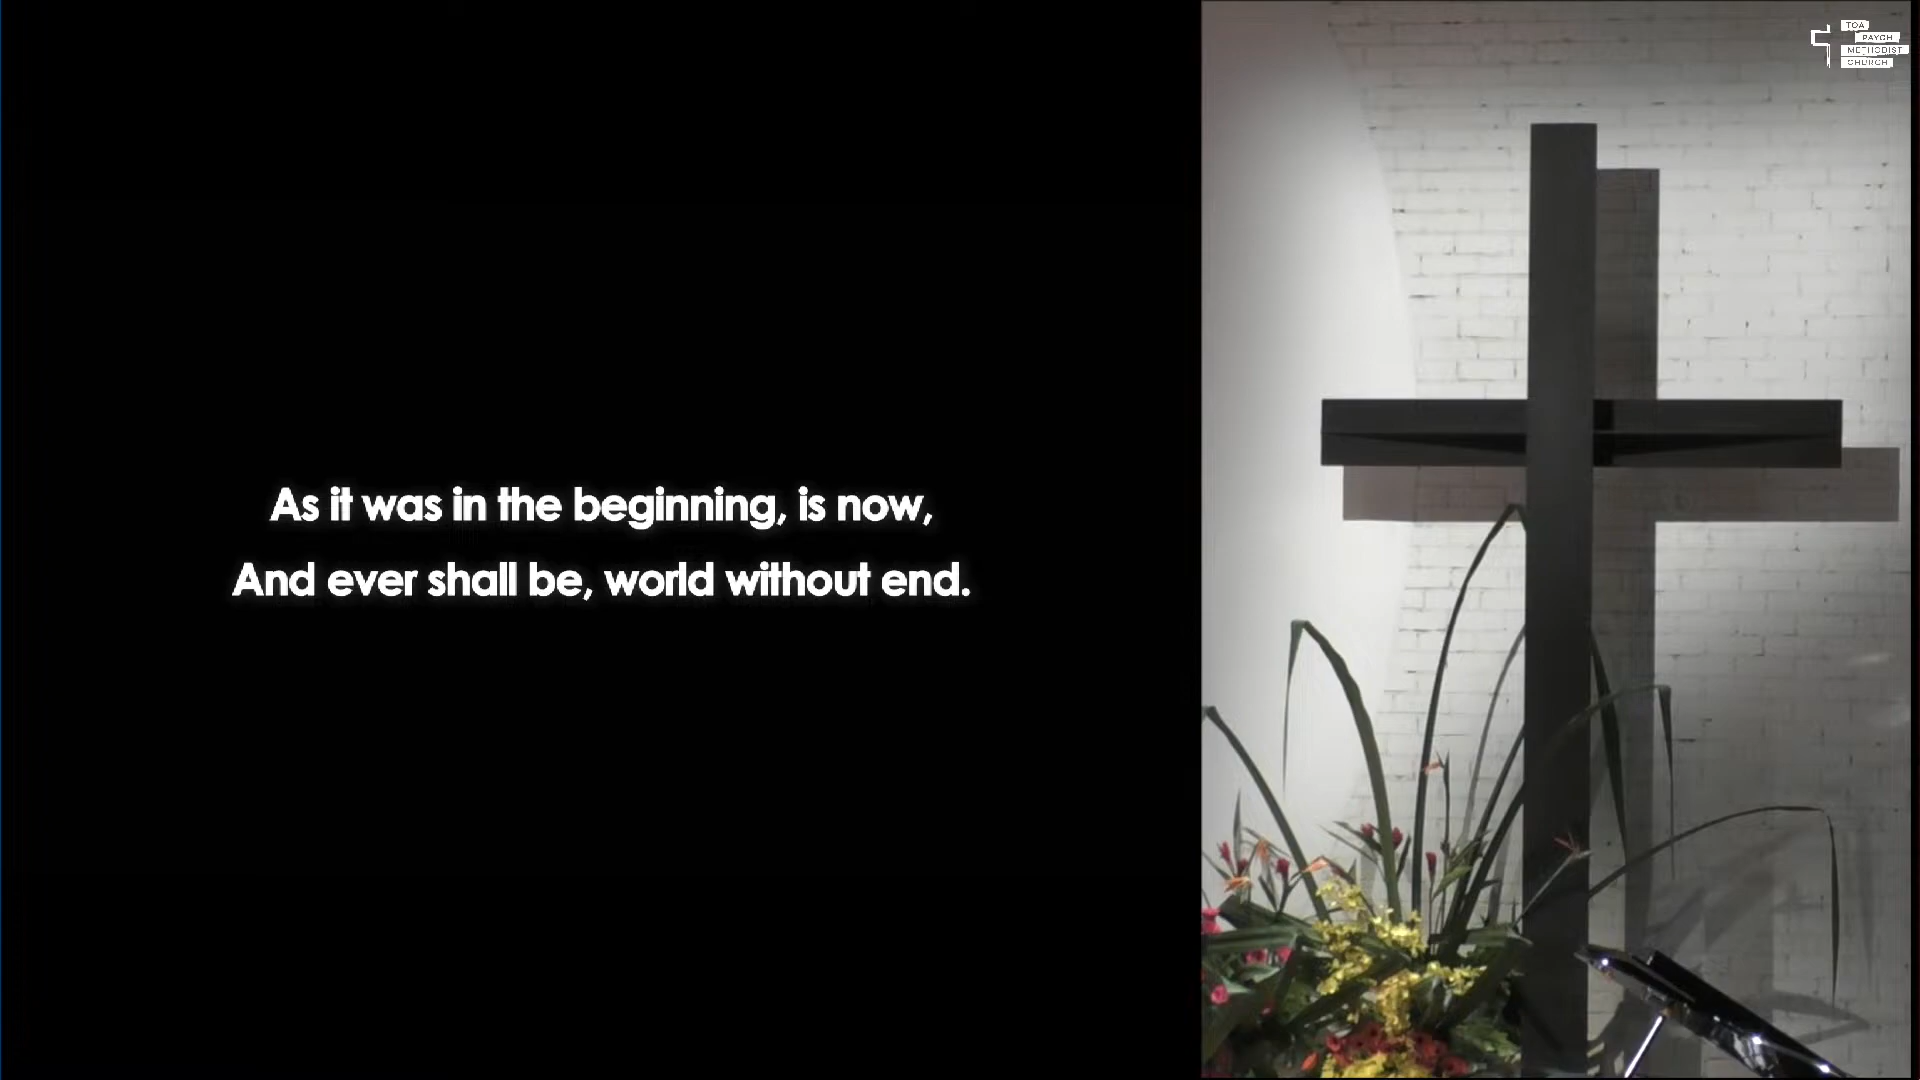 As it was in the beginning, is now,
And ever shall be, world without end.
TOA
PAYOH
METHODIST
CHURCH